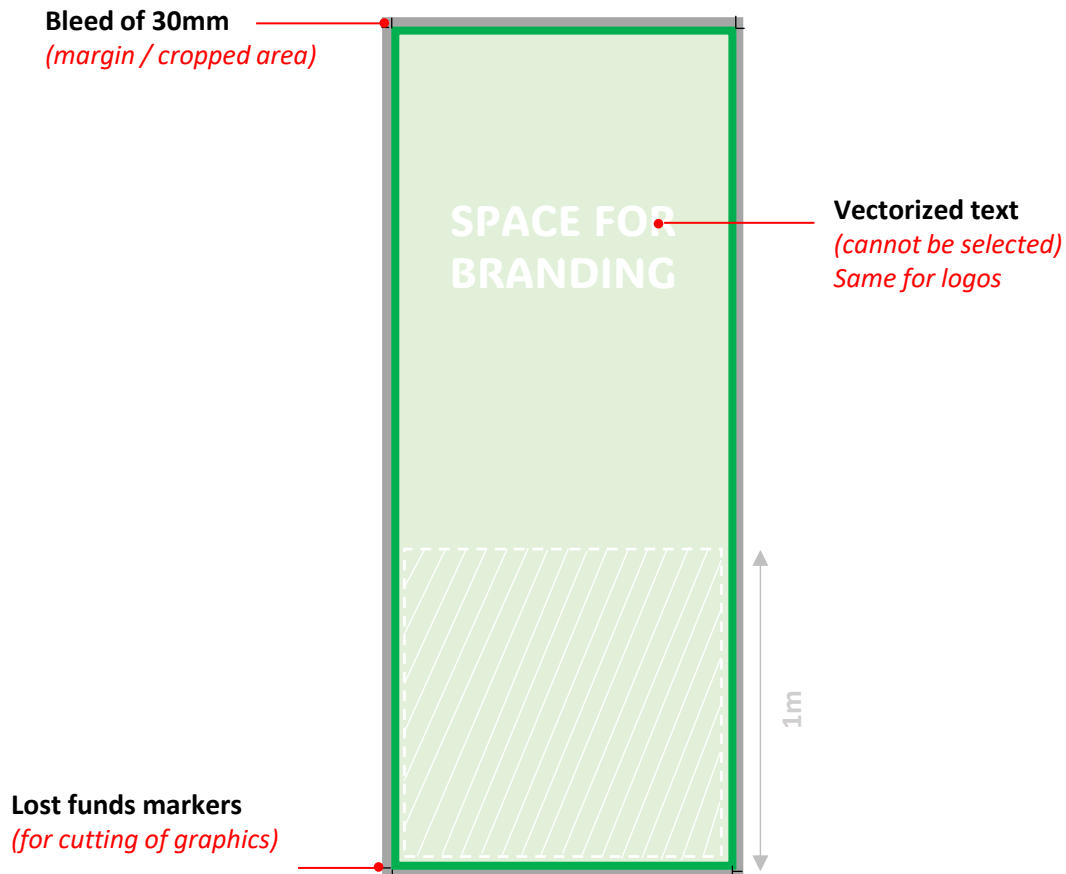 Bleed of 30mm
(margin / cropped area)
SPACE FOR
BRANDING
Vectorized text
(cannot be selected)
Same for logos
1m
Lost funds markers
(for cutting of graphics)